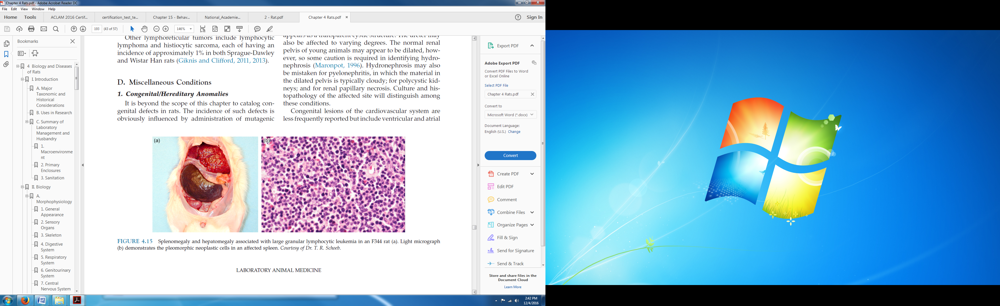 Chapter 4 Rats.pdf - Adobe Acrobat Reader DC
File Edit View Window Help
Home Tools ACLAM 2016 Certif... certification_test_te... Chapter 15 - Behav... National_Academie... 2 - Rat.pdf Chapter 4 Rats.pdf × Sign In
193 (43 of 57) 146%
Bookmarks
4 Biology and Diseases
of Rats
I. Introduction
A. Major
Taxonomic and
Historical
Considerations
B. Uses in Research
C. Summary of
Laboratory
Management and
Husbandry
1.
Macroenvironme
nt
2. Primary
Enclosures
3. Sanitation
II. Biology
A.
Morphophysiology
1. General
Appearance
2. Sensory
Organs
3. Skeleton
4. Digestive
System
5. Respiratory
System
6. Genitourinary
System
7. Central
Nervous System
Other lymphoreticular tumors include lymphocytic
lymphoma and histiocytic sarcoma, each of having an
incidence of approximately 1% in both Sprague-Dawley
and Wistar Han rats (Giknis and Clifford, 2011, 2013).
D. Miscellaneous Conditions
1. Congenital/Hereditary Anomalies
It is beyond the scope of this chapter to catalog con-
genital defects in rats. The incidence of such defects is
obviously influenced by administration of mutagenic
appears as a transparent cystic structure. The ureter may
also be affected to varying degrees. The normal renal
pelvis of young animals may appear to be dilated, how-
ever, so some caution is required in identifying hydro-
nephrosis (Maronpot, 1996). Hydronephrosis may also
be mistaken for pyelonephritis, in which the material in
the dilated pelvis is typically cloudy; for polycystic kid-
neys; and for renal papillary necrosis. Culture and his-
topathology of the affected site will distinguish among
these conditions.
Congenital lesions of the cardiovascular system are
less frequently reported but include ventricular and atrial
(a)
(b)
FIGURE 4.15 Splenomegaly and hepatomegaly associated with large granular lymphocytic leukemia in an F344 rat (a). Light micrograph
(b) demonstrates the pleomorphic neoplastic cells in an affected spleen. Courtesy of Dr. T. R. Schoeb.
LABORATORY ANIMAL MEDICINE
Export PDF
Adobe Export PDF
Convert PDF Files to Word
or Excel Online
Select PDF File
Chapter 4 Rats.pdf
Convert to
Microsoft Word (*.docx)
Document Language:
English (U.S.) Change
Convert
Create PDF
Edit PDF
Comment
Combine Files
Organize Pages
Fill & Sign
Send for Signature
Send & Track
Store and share files in the
Document Cloud
Learn More
2:42 PM
12/4/2016